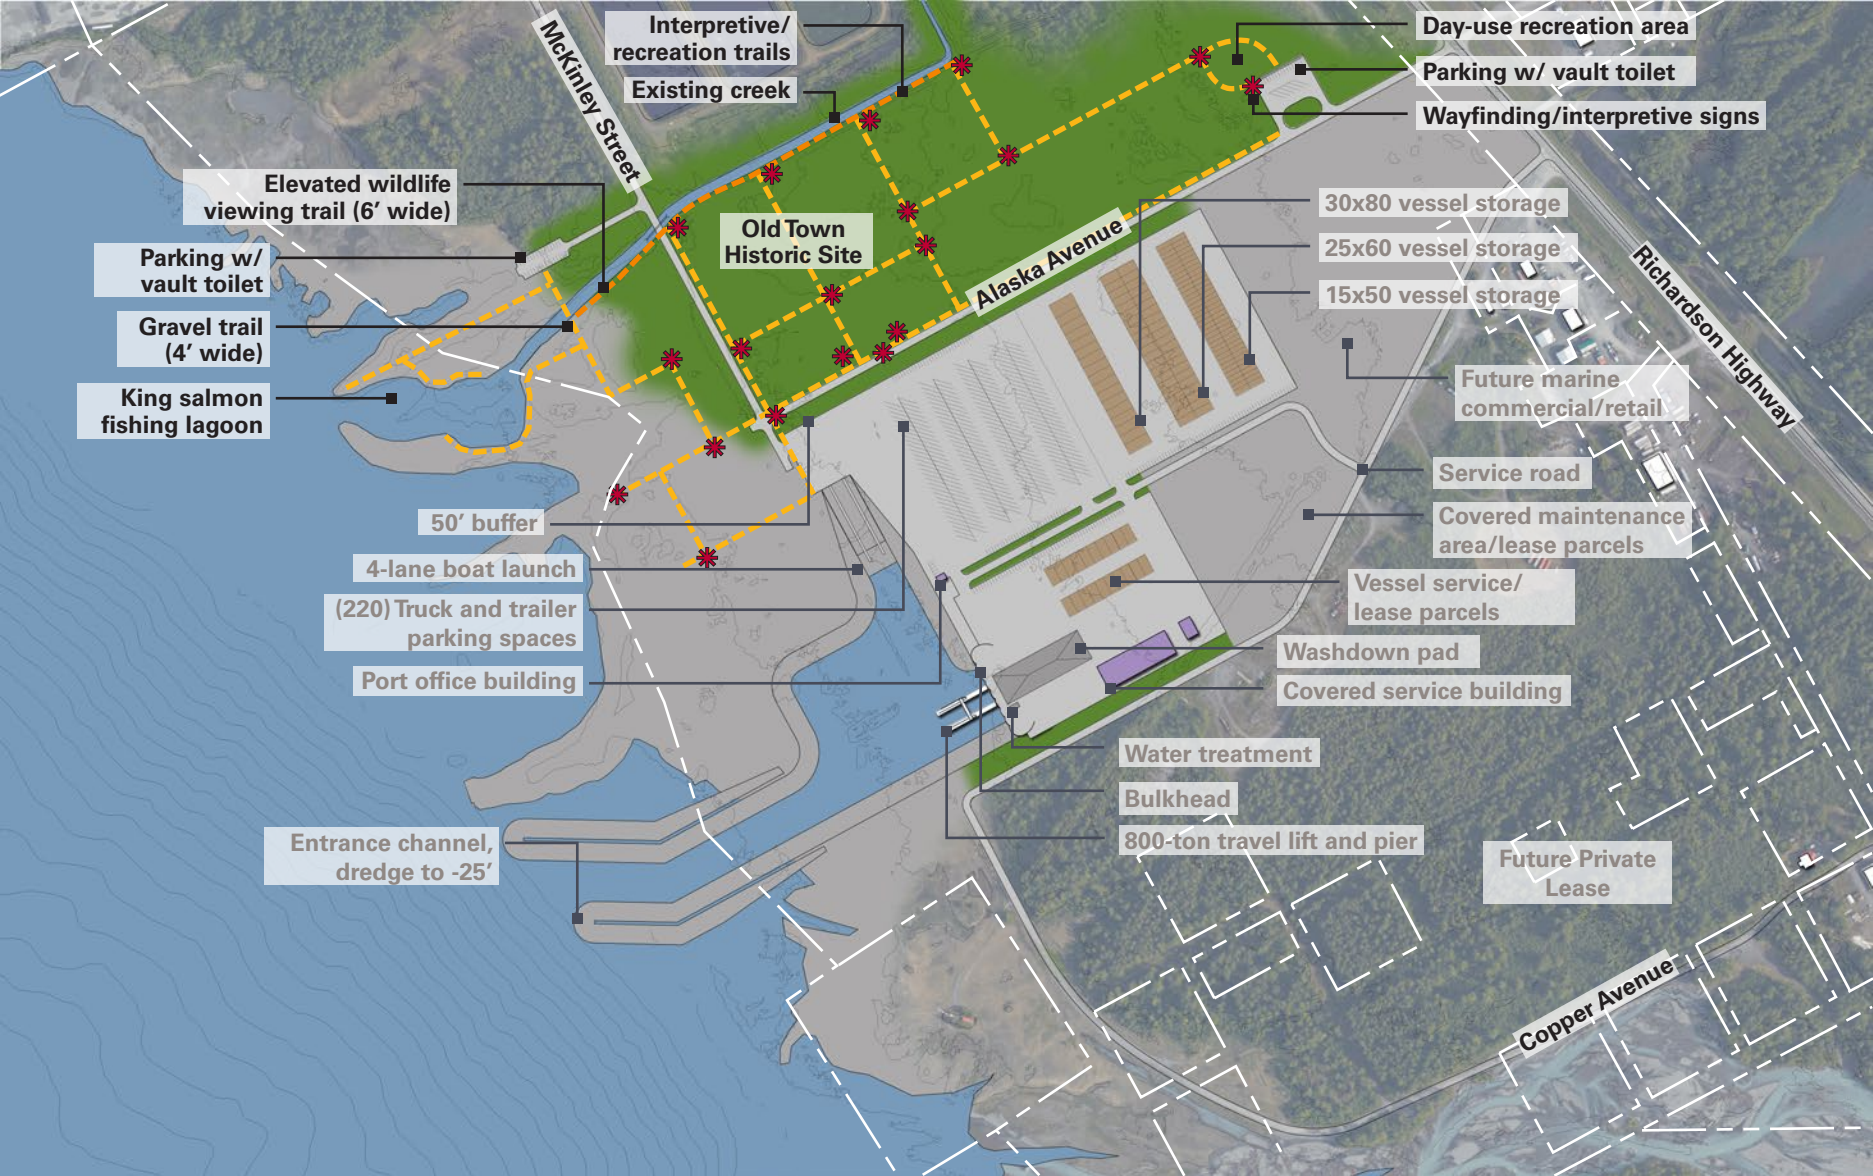 Interpretive/
recreation trails
Existing creek
McKinley Street
Day-use recreation area
Parking w/ vault toilet
Wayfinding/interpretive signs
Elevated wildlife
viewing trail (6’ wide)
Parking w/
vault toilet
Gravel trail
(4’ wide)
King salmon
fishing lagoon
Old Town
Historic Site
Alaska Avenue
30x80 vessel storage
25x60 vessel storage
15x50 vessel storage
Richardson Highway
Future marine
commercial/retail
Service road
Covered maintenance
area/lease parcels
Vessel service/
lease parcels
Washdown pad
Covered service building
50’ buffer
4-lane boat launch
(220) Truck and trailer
parking spaces
Port office building
Water treatment
Bulkhead
800-ton travel lift and pier
Entrance channel,
dredge to -25’
Future Private
Lease
Copper Avenue